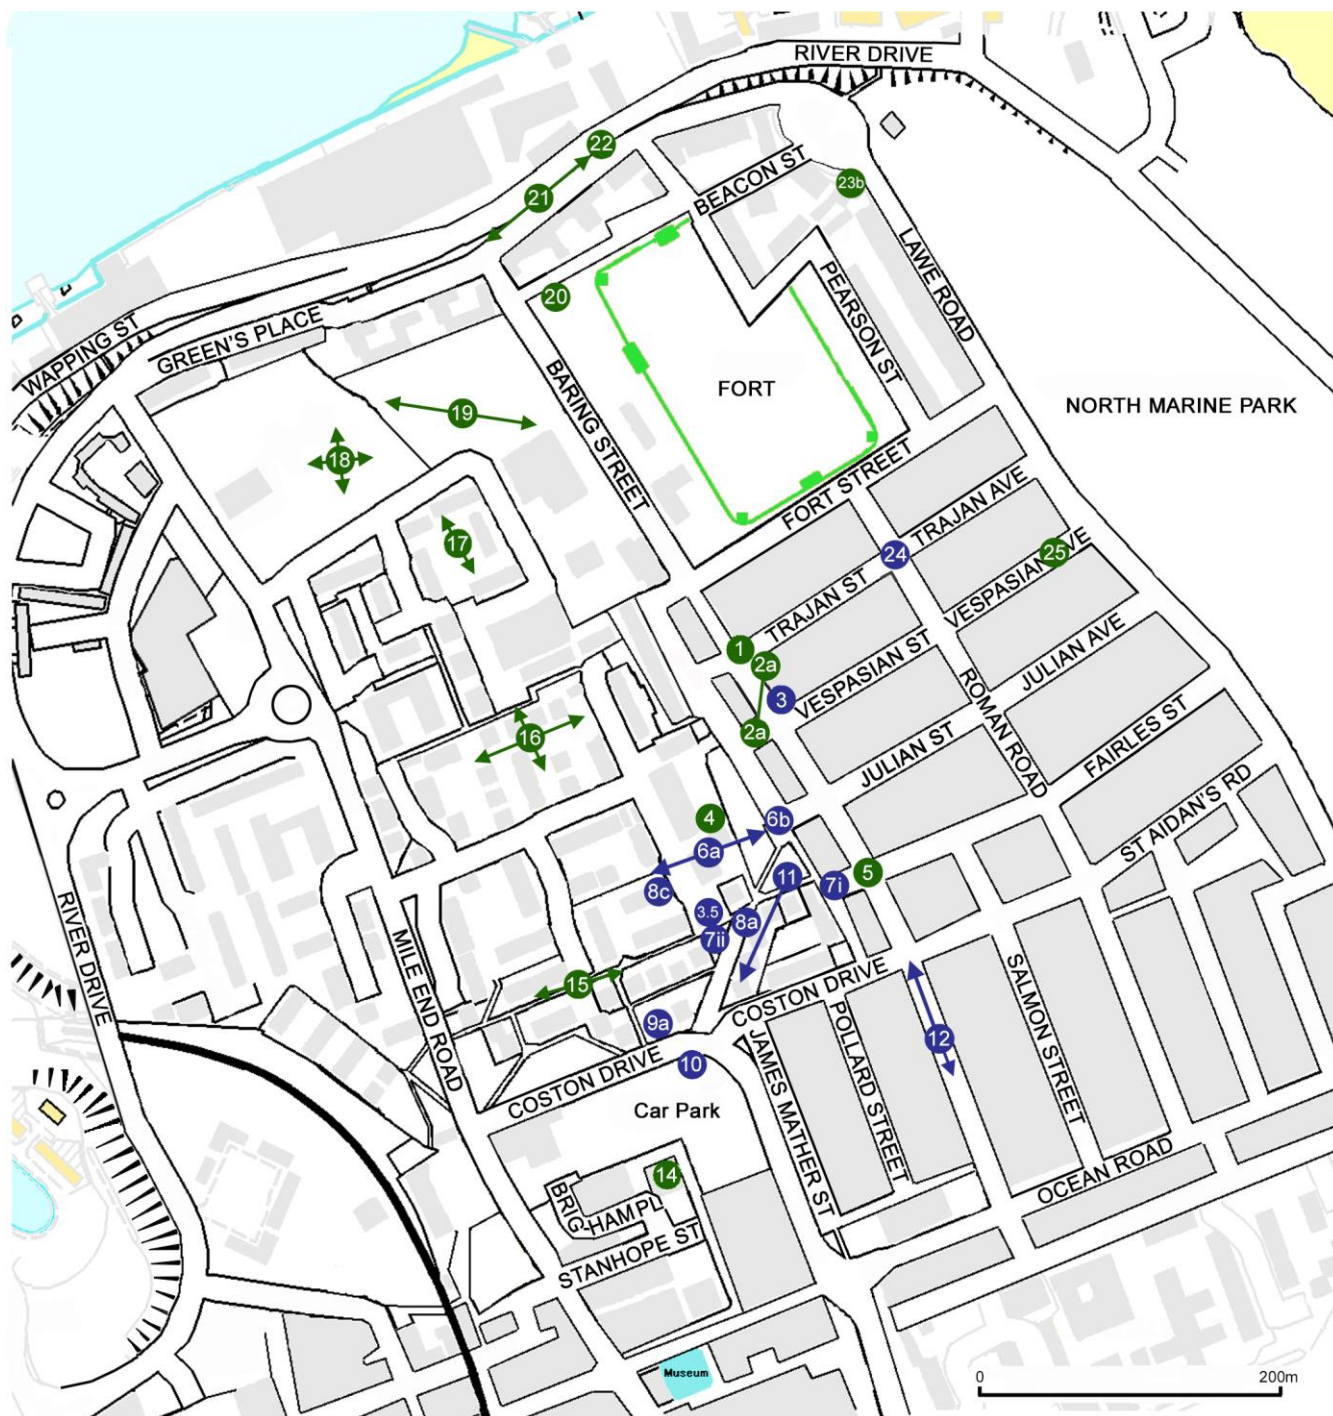 RIVER DRIVE
22
BEACON ST
21
23b
LAWE ROAD
20
PEARSON ST
WAPPING ST
GREEN'S PLACE
BARING STREET
FORT
NORTH MARINE PARK
19
18
FORT STREET
TRAJAN AVE
17
24
25
VESPASIAN AVE
TRAJAN ST
1
2a
3
VESPASIAN ST
JULIAN AVE
2a
ROMAN ROAD
16
JULIAN ST
FAIRLES ST
ST AIDAN'S RD
4
6b
6a
5
11
7i
8c
3.5
8a
7ii
RIVER DRIVE
MILE END ROAD
15
COSTON DRIVE
SALMON STREET
9a
12
10
COSTON DRIVE
POLLARD STREET
JAMES MATHER ST
Car Park
14
OCEAN ROAD
BRIG
HAM PL
STANHOPE ST
Museum
0 200m